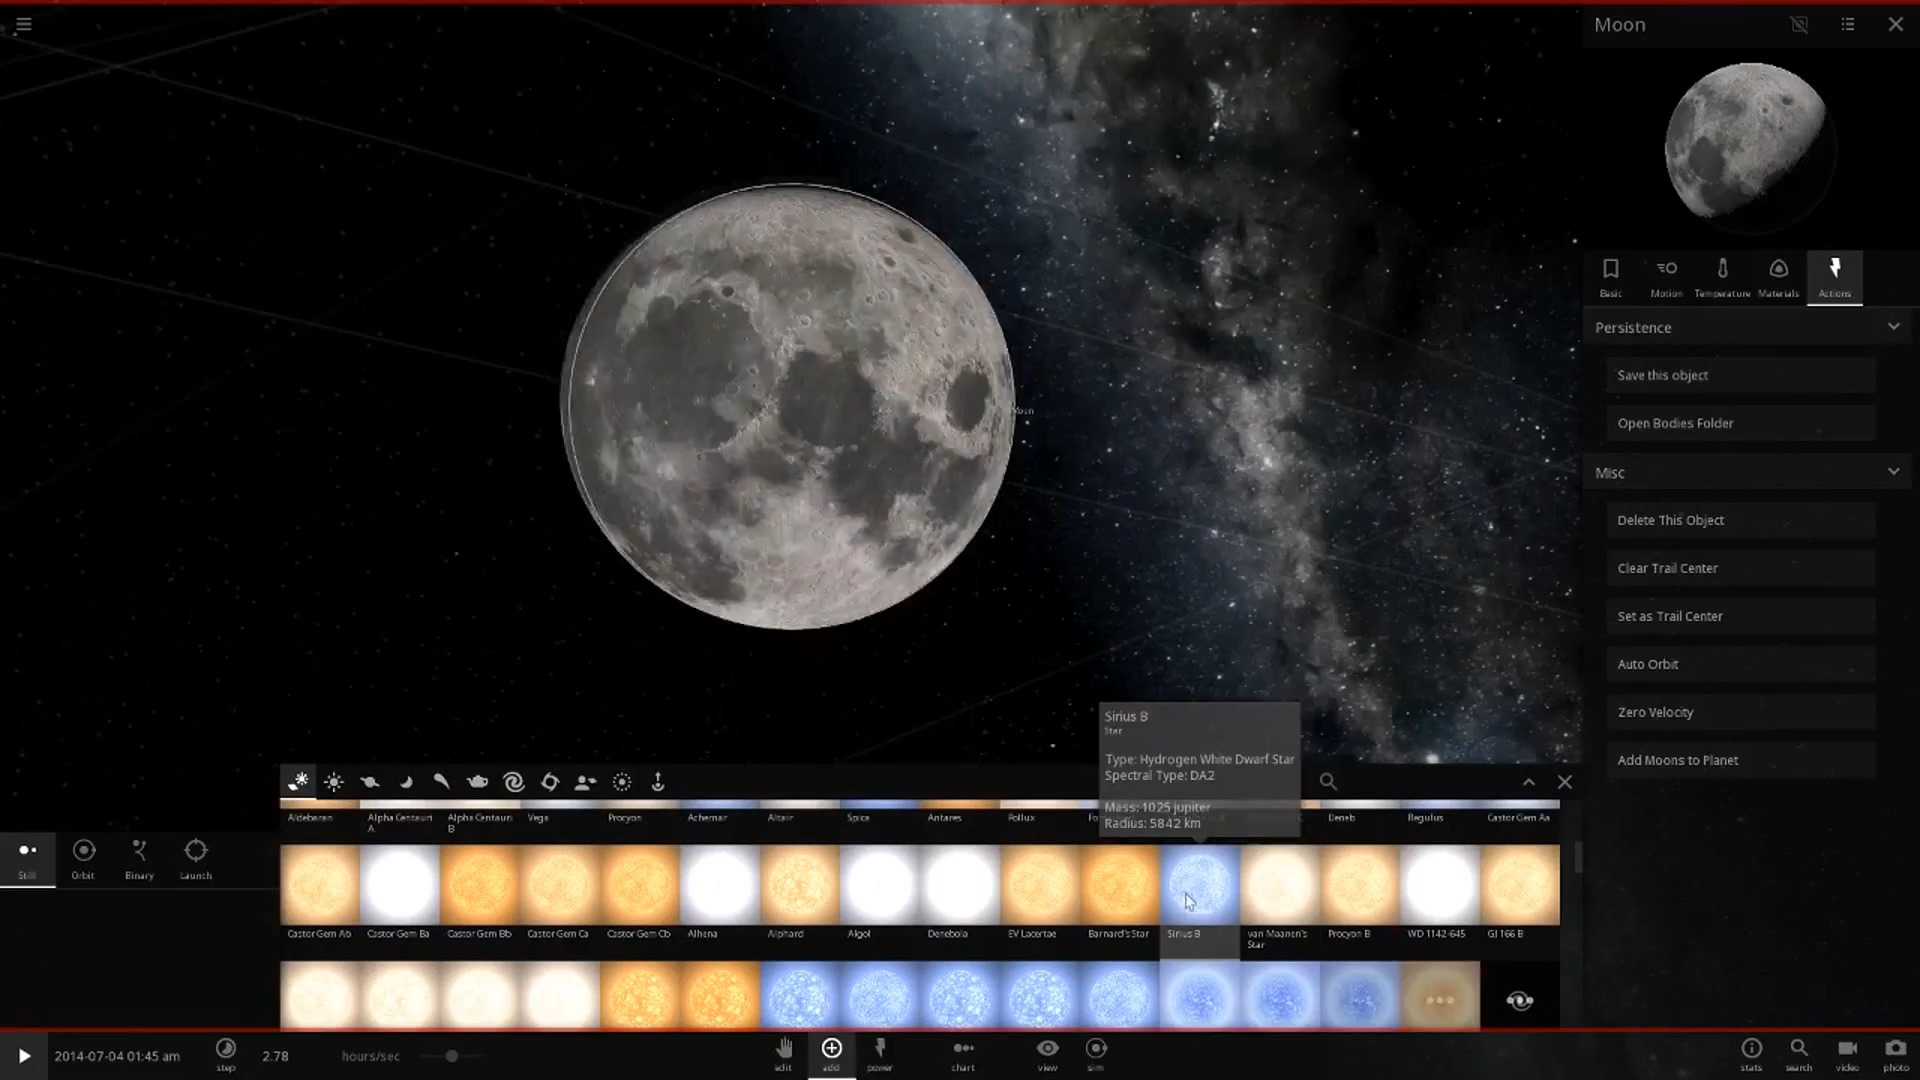 Moon
Basic
Motion
Temperature
Materials
Actions
Persistence
Save this object
Open Bodies Folder
Misc
Delete This Object
Clear Trail Center
Set as Trail Center
Auto Orbit
Zero Velocity
Add Moons to Planet
Moon
Sirius B
Star
Type: Hydrogen White Dwarf Star
Spectral Type: DA2
Mass: 1025 jupiter
Radius: 5842 km
Aldebaran
Alpha Centauri
A
Alpha Centauri
B
Vega
Procyon
Achernar
Altair
Spica
Antares
Pollux
Deneb
Regulus
Castor Gem Aa
Still
Orbit
Binary
Launch
Castor Gem Ab
Castor Gem Ba
Castor Gem Bb
Castor Gem Ca
Castor Gem Cb
Alhena
Alphard
Algol
Denebola
EV Lacertae
Barnard's Star
Sirius B
van Maanen's
Star
Procyon B
WD 1142-645
GJ 166 B
2014-07-04 01:45 am
step
2.78
hours/sec
edit
add
power
chart
view
sim
stats
search
video
photo